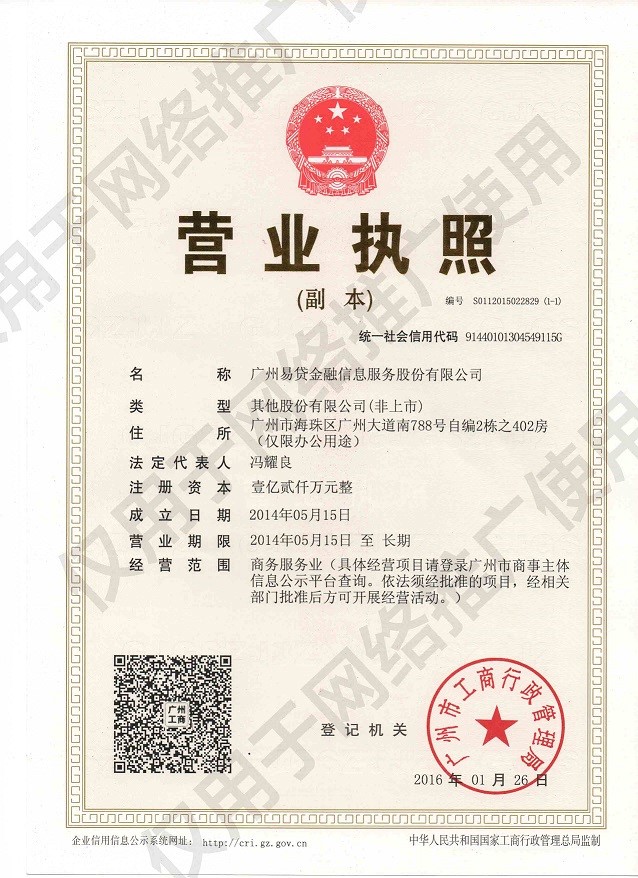 营业执照
(副 本)
编号 S0112015022829 (1-1)
统一社会信用代码 91440101304549115G
名 称 广州易贷金融信息服务股份有限公司
类 型 其他股份有限公司(非上市)
住 所 广州市海珠区广州大道南788号自编2栋之402房
（仅限办公用途）
法定代表人 冯耀良
注册资本 壹亿贰仟万元整
成立日期 2014年05月15日
营业期限 2014年05月15日 至 长期
经营范围 商务服务业（具体经营项目请登录广州市商事主体
信息公示平台查询。依法须经批准的项目，经相关
部门批准后方可开展经营活动。）
广州
工商
登记机关
广州市工商行政管理局
2016 年 01 月 26 日
企业信用信息公示系统网址： http://cri.gz.gov.cn
中华人民共和国国家工商行政管理总局监制
仅用于网络推广使用
仅用于网络推广使用
仅用于网络推广使用